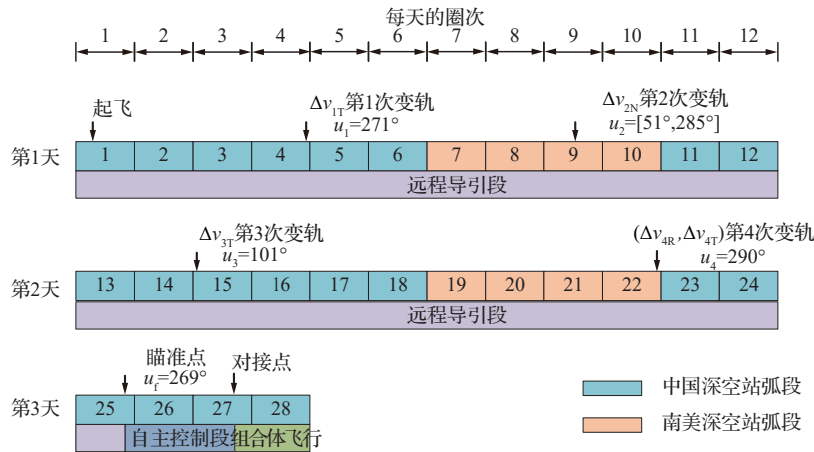 每天的圈次
1 2 3 4 5 6 7 8 9 10 11 12
起飞
Δv₁T第1次变轨
u₁=271°
Δv₂N第2次变轨
u₂=[51°,285°]
第1天
1 2 3 4 5 6 7 8 9 10 11 12
远程导引段
Δv₃T第3次变轨
u₃=101°
(Δv₄R,Δv₄T)第4次变轨
u₄=290°
第2天
13 14 15 16 17 18 19 20 21 22 23 24
远程导引段
瞄准点
u_f=269°
对接点
第3天
25 26 27 28
自主控制段 组合体飞行
中国深空站弧段
南美深空站弧段